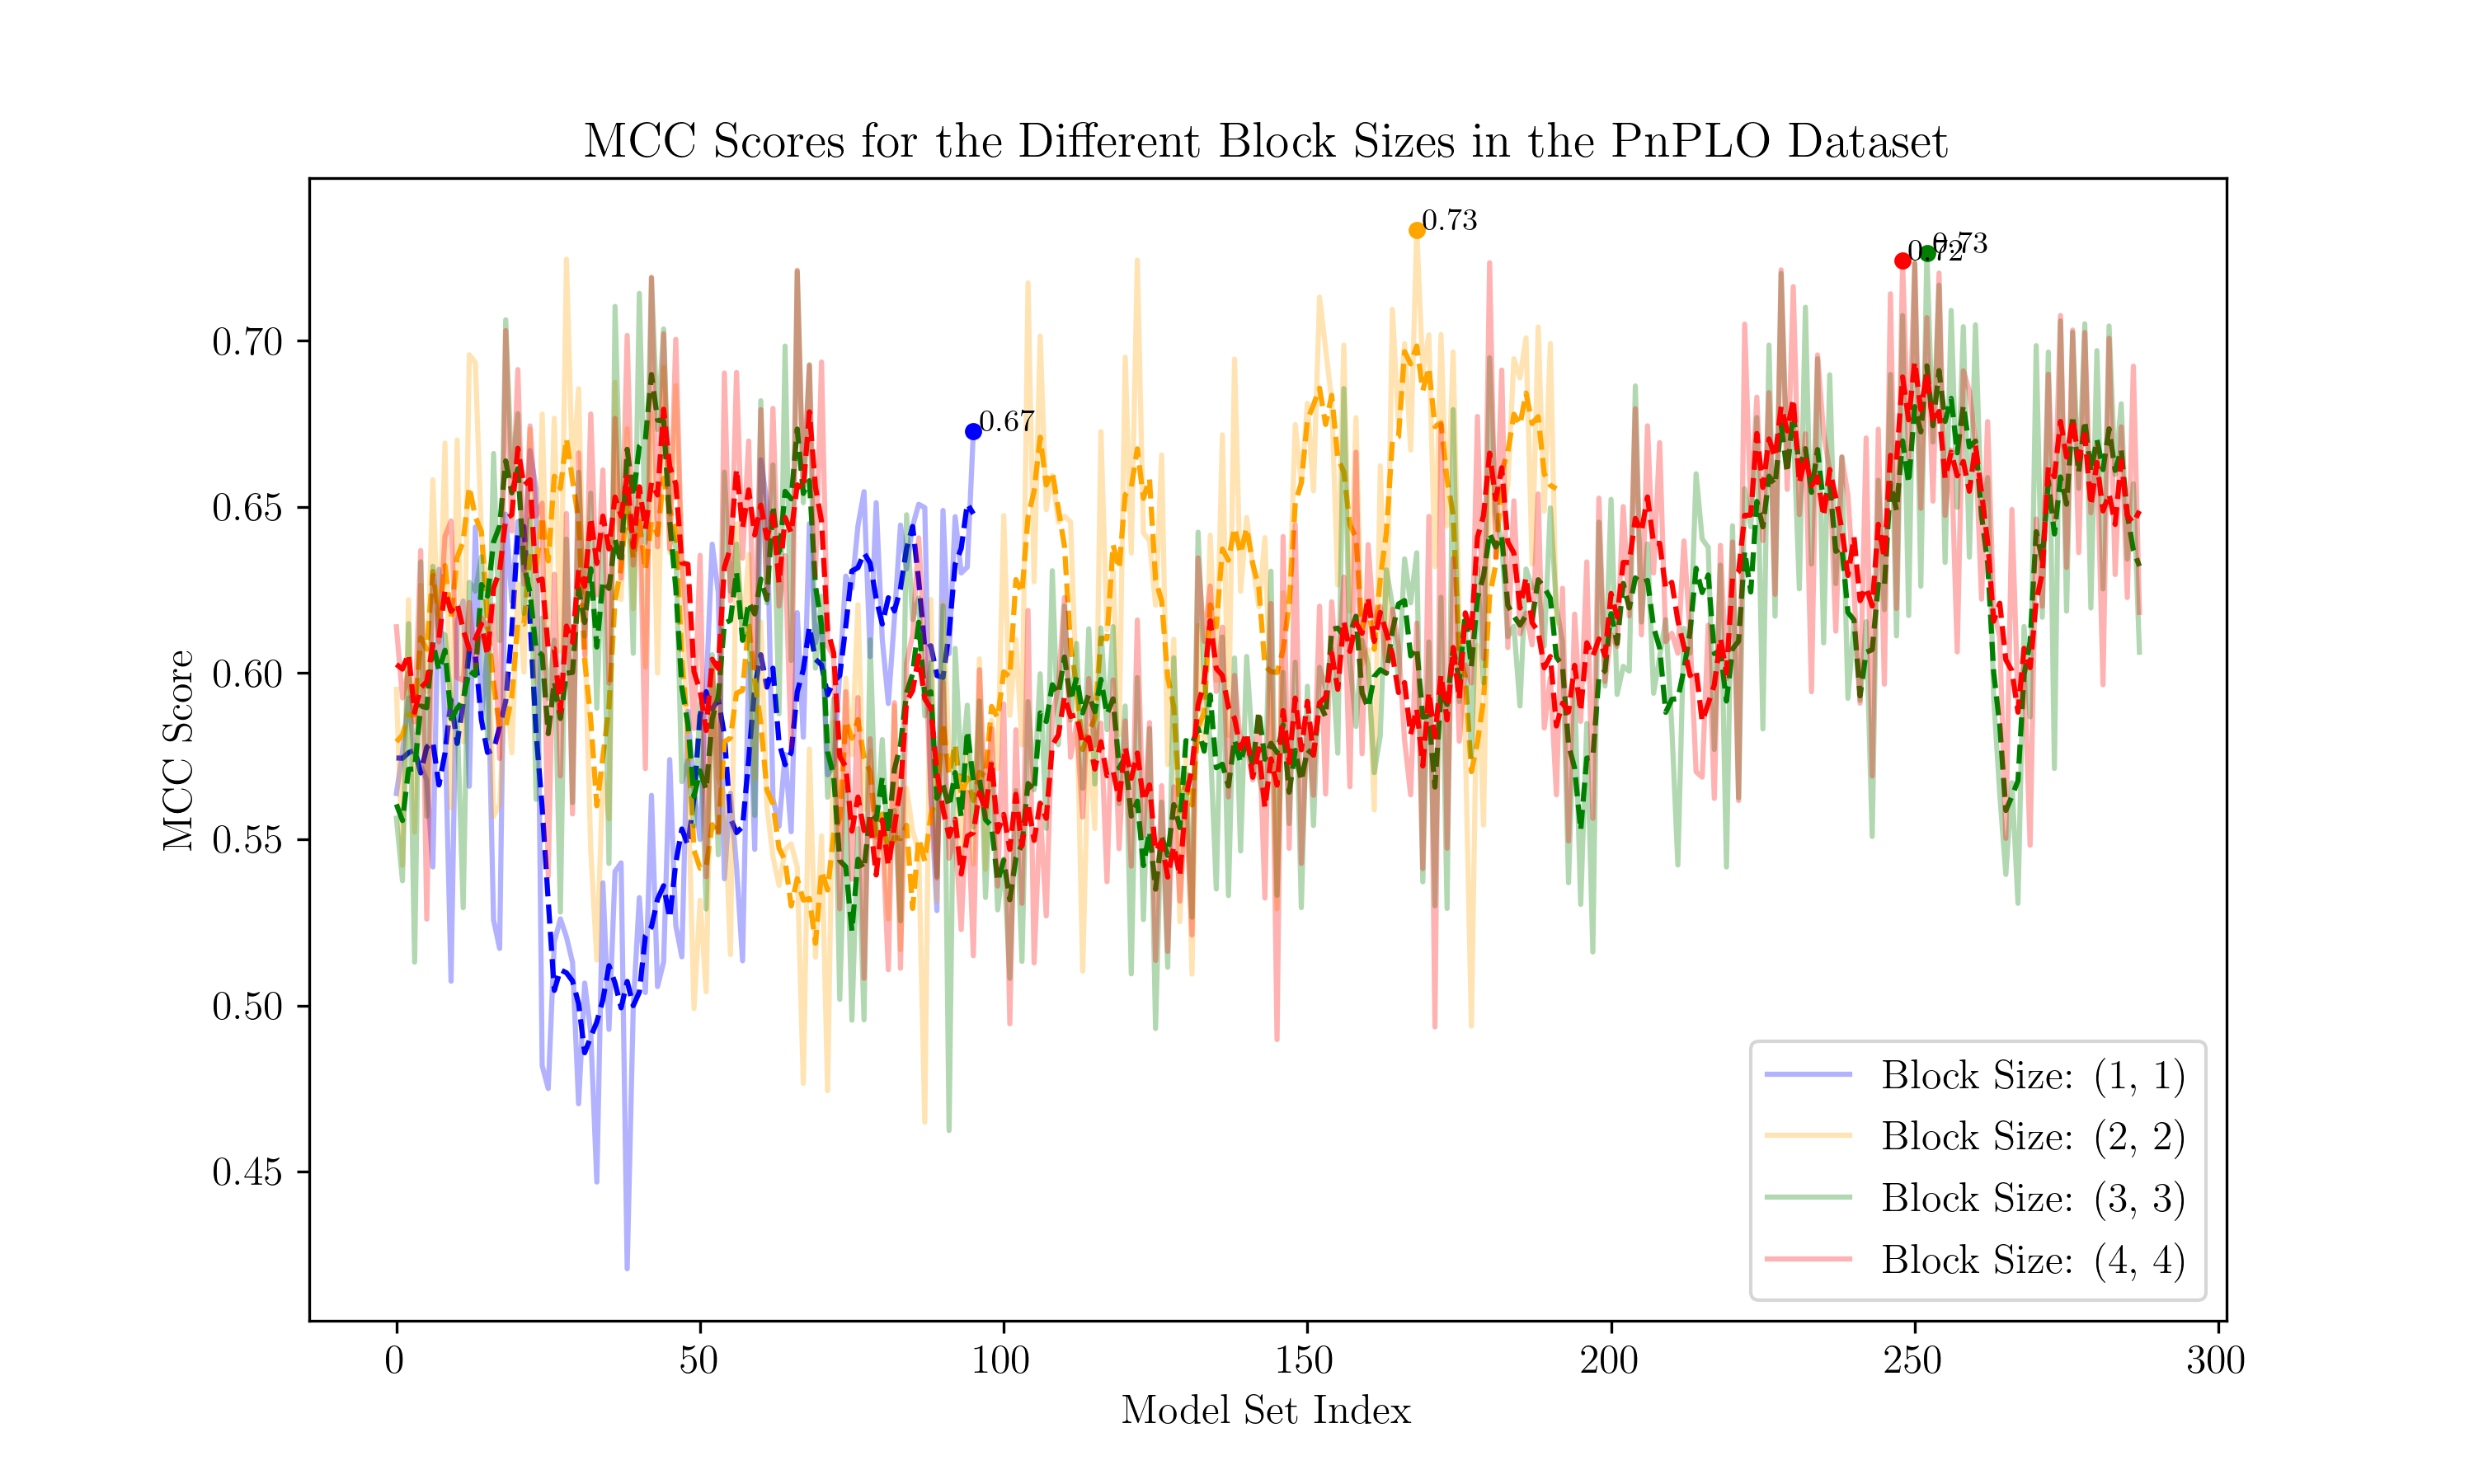 MCC Scores for the Different Block Sizes in the PnPLO Dataset
0.73
0.73
0.72
0.67
0.70
0.65
0.60
0.55
0.50
0.45
MCC Score
Block Size: (1, 1)
Block Size: (2, 2)
Block Size: (3, 3)
Block Size: (4, 4)
0 50 100 150 200 250 300
Model Set Index